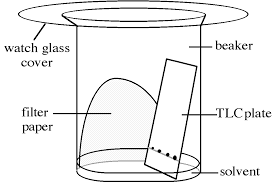 watch glass
cover
beaker
filter
paper
TLC plate
solvent